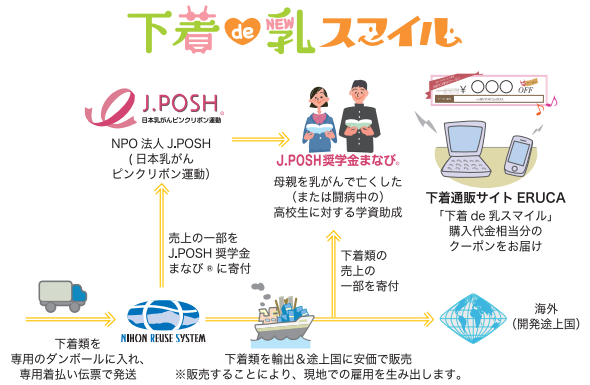 下着 de NEW 乳 スマイル
J.POSH®
日本乳がんピンクリボン運動
NPO 法人 J.POSH
(日本乳がん
ピンクリボン運動)
J.POSH奨学金まなび®
母親を乳がんで亡くした
(または闘病中の)
高校生に対する学資助成
¥ 〇〇〇 OFF
下着通販サイト ERUCA
「下着 de 乳スマイル」
購入代金相当分の
クーポンをお届け
売上の一部を
J.POSH 奨学金
まなび ® に寄付
下着類の
売上の
一部を寄付
NIHON REUSE SYSTEM
海外
(開発途上国)
下着類を
専用のダンボールに入れ、
専用着払い伝票で発送
下着類を輸出＆途上国に安価で販売
※販売することにより、現地での雇用を生み出します。